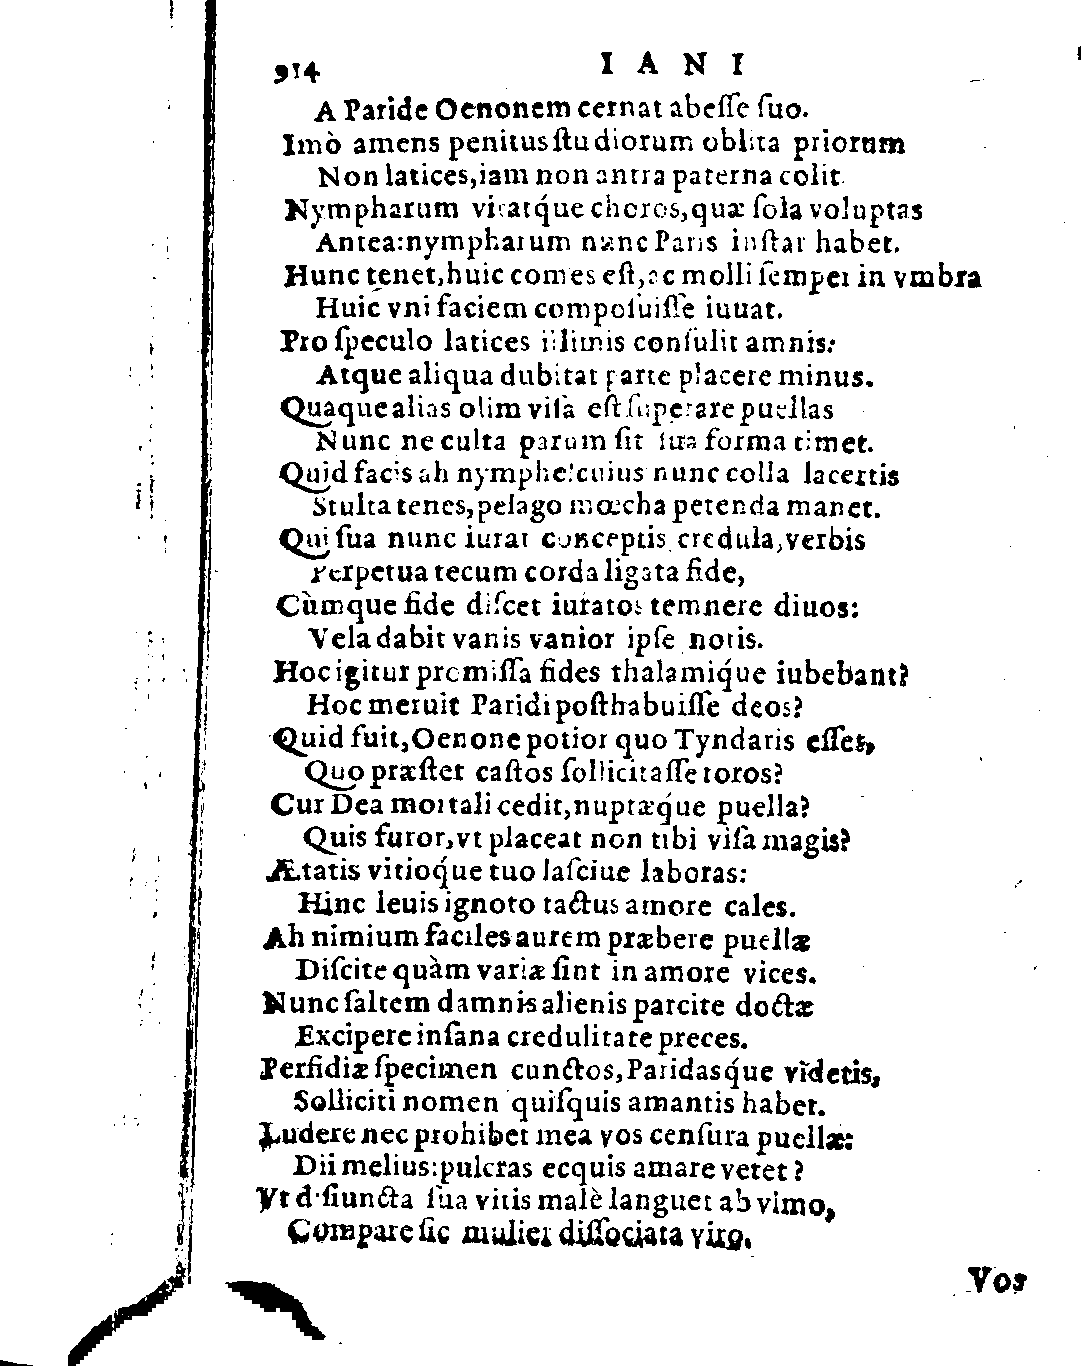 914 IANI
A Paride Oenonem cernat abeſſe ſuo.
Imò amens penitus ſtudiorum oblita priorum
Non latices, iam non antra paterna colit.
Nympharum vitatq́ue choros, quæ ſola voluptas
Antea: nympharum nunc Paris inſtar habet.
Hunc tenet, huic comes eſt, ac molli ſemper in vmbra
Huic vni faciem compoſuiſſe iuuat.
Pro ſpeculo latices illimis conſulit amnis:
Atque aliqua dubitat parte placere minus.
Quaque alias olim viſa eſt ſuperare puellas
Nunc ne culta parum ſit ſua forma timet.
Quid facis ah nymphe! cuius nunc colla lacertis
Stulta tenes, pelago mœcha petenda manet.
Qui ſua nunc iurat conceptis credula, verbis
Perpetua tecum corda ligata fide,
Cùmque fide diſcet iuratos temnere diuos:
Vela dabit vanis vanior ipſe notis.
Hoc igitur promiſſa fides thalamiq́ue iubebant?
Hoc meruit Paridi poſthabuiſſe deos?
Quid fuit, Oenone potior quo Tyndaris eſſet,
Quo præſtet caſtos ſollicitaſſe toros?
Cur Dea mortali cedit, nuptæq́ue puella?
Quis furor, vt placeat non tibi viſa magis?
Ætatis vitioq́ue tuo laſciue laboras:
Hinc leuis ignoto tactus amore cales.
Ah nimium faciles aurem præbere puellæ
Diſcite quàm variæ ſint in amore vices.
Nunc ſaltem damnis alienis parcite doctæ
Excipere inſana credulitate preces.
Perfidiæ ſpecimen cunctos, Paridasq́ue videtis,
Solliciti nomen quiſquis amantis habet.
Ludere nec prohibet mea vos cenſura puellæ:
Dii melius: pulcras ecquis amare vetet?
Vt diſiuncta ſua vitis malè languet ab vlmo,
Compare ſic mulier diſſociata viro.
Vos